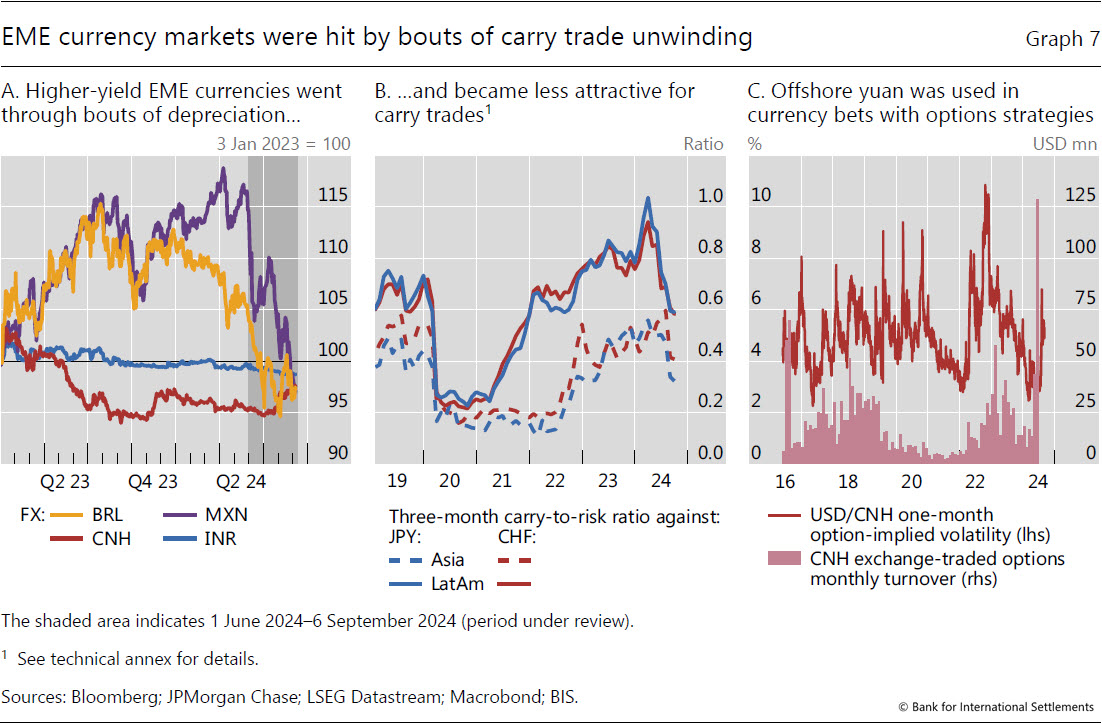 EME currency markets were hit by bouts of carry trade unwinding
Graph 7
A. Higher-yield EME currencies went
through bouts of depreciation…
3 Jan 2023 = 100
115
110
105
100
95
90
Q2 23
Q4 23
Q2 24
FX:
BRL
MXN
CNH
INR
B. …and became less attractive for
carry trades1
Ratio
1.0
0.8
0.6
0.4
0.2
0.0
19
20
21
22
23
24
Three-month carry-to-risk ratio against:
JPY:
CHF:
Asia
LatAm
C. Offshore yuan was used in
currency bets with options strategies
%
USD mn
10
8
6
4
2
0
125
100
75
50
25
0
16
18
20
22
24
USD/CNH one-month
option-implied volatility (lhs)
CNH exchange-traded options
monthly turnover (rhs)
The shaded area indicates 1 June 2024–6 September 2024 (period under review).
1 See technical annex for details.
Sources: Bloomberg; JPMorgan Chase; LSEG Datastream; Macrobond; BIS.
© Bank for International Settlements